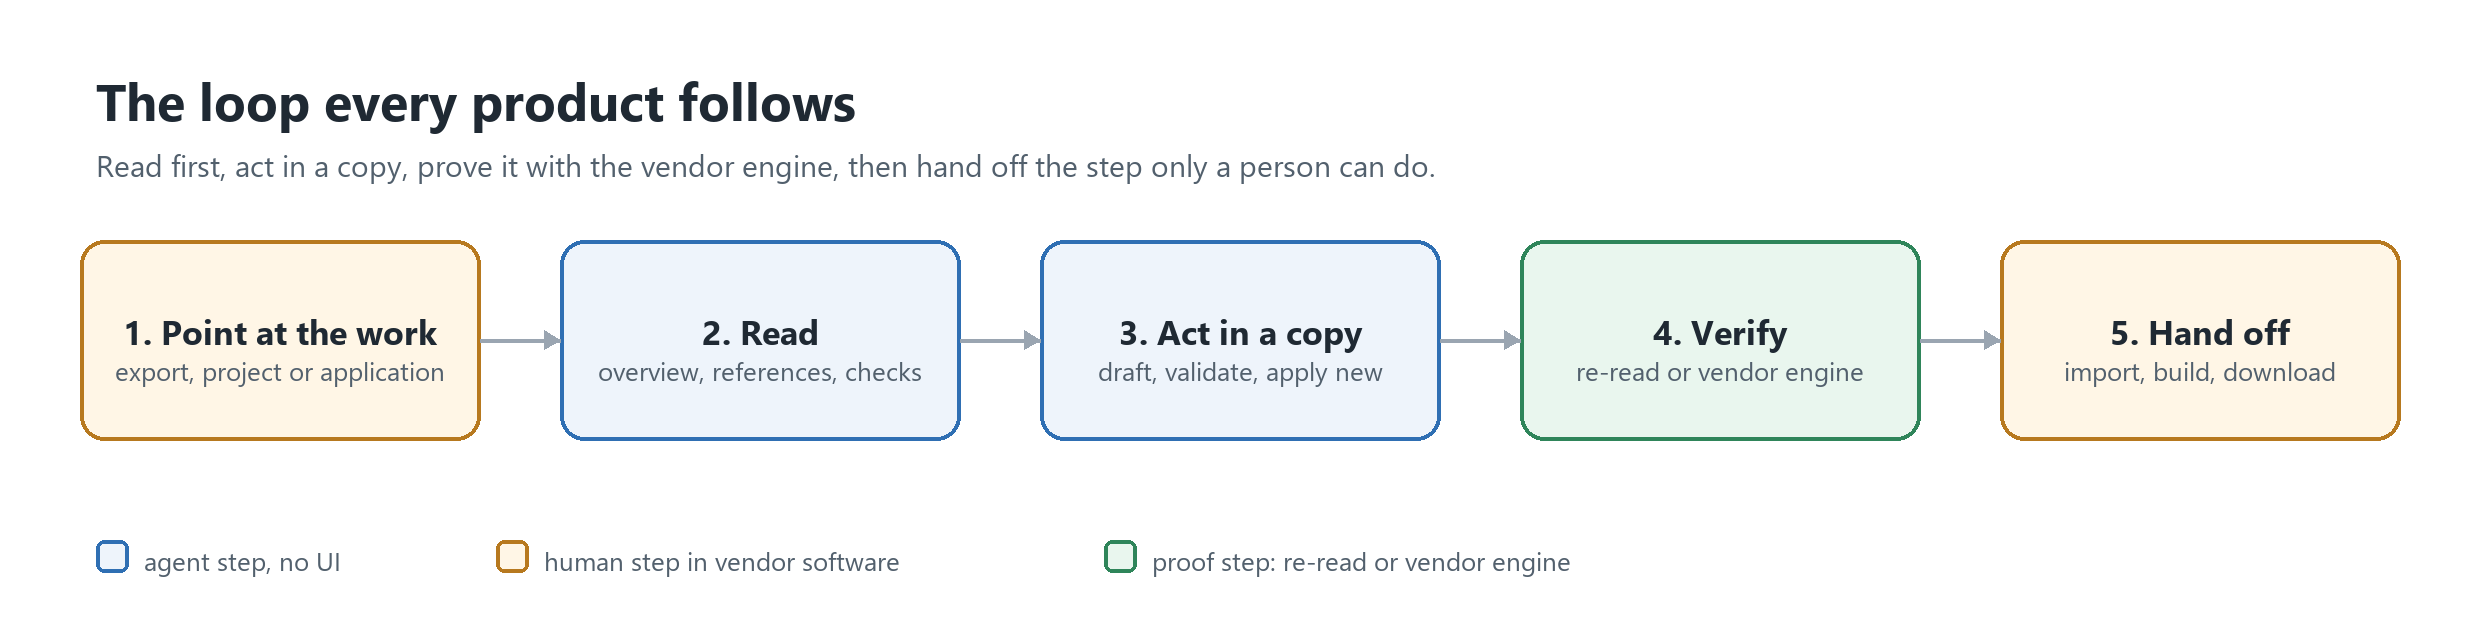 The loop every product follows
Read first, act in a copy, prove it with the vendor engine, then hand off the step only a person can do.
1. Point at the work
export, project or application
2. Read
overview, references, checks
3. Act in a copy
draft, validate, apply new
4. Verify
re-read or vendor engine
5. Hand off
import, build, download
agent step, no UI
human step in vendor software
proof step: re-read or vendor engine